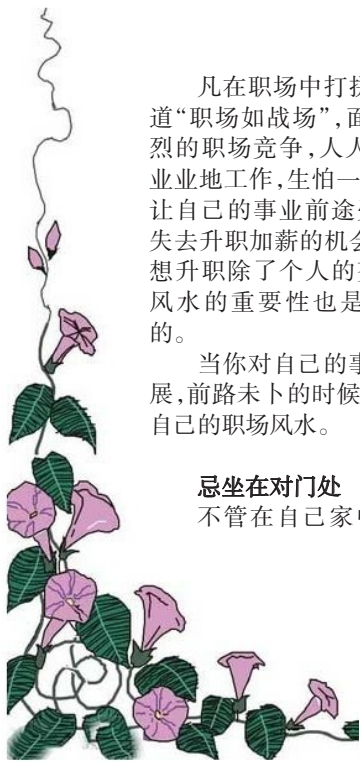 凡在职场中打拼
道“职场如战场”,面
烈的职场竞争,人人
业业地工作,生怕一
让自己的事业前途
失去升职加薪的机会
想升职除了个人的
风水的重要性也是
的。
当你对自己的事
展,前路未卜的时候
自己的职场风水。
忌坐在对门处
不管在自己家